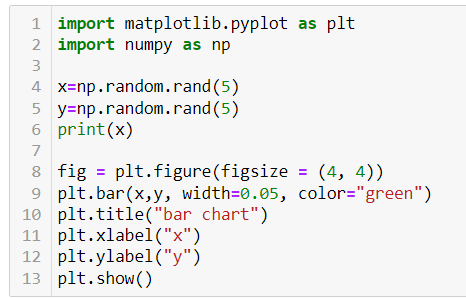 1 import matplotlib.pyplot as plt
2 import numpy as np
3
4 x=np.random.rand(5)
5 y=np.random.rand(5)
6 print(x)
7
8 fig = plt.figure(figsize = (4, 4))
9 plt.bar(x,y, width=0.05, color="green")
10 plt.title("bar chart")
11 plt.xlabel("x")
12 plt.ylabel("y")
13 plt.show()